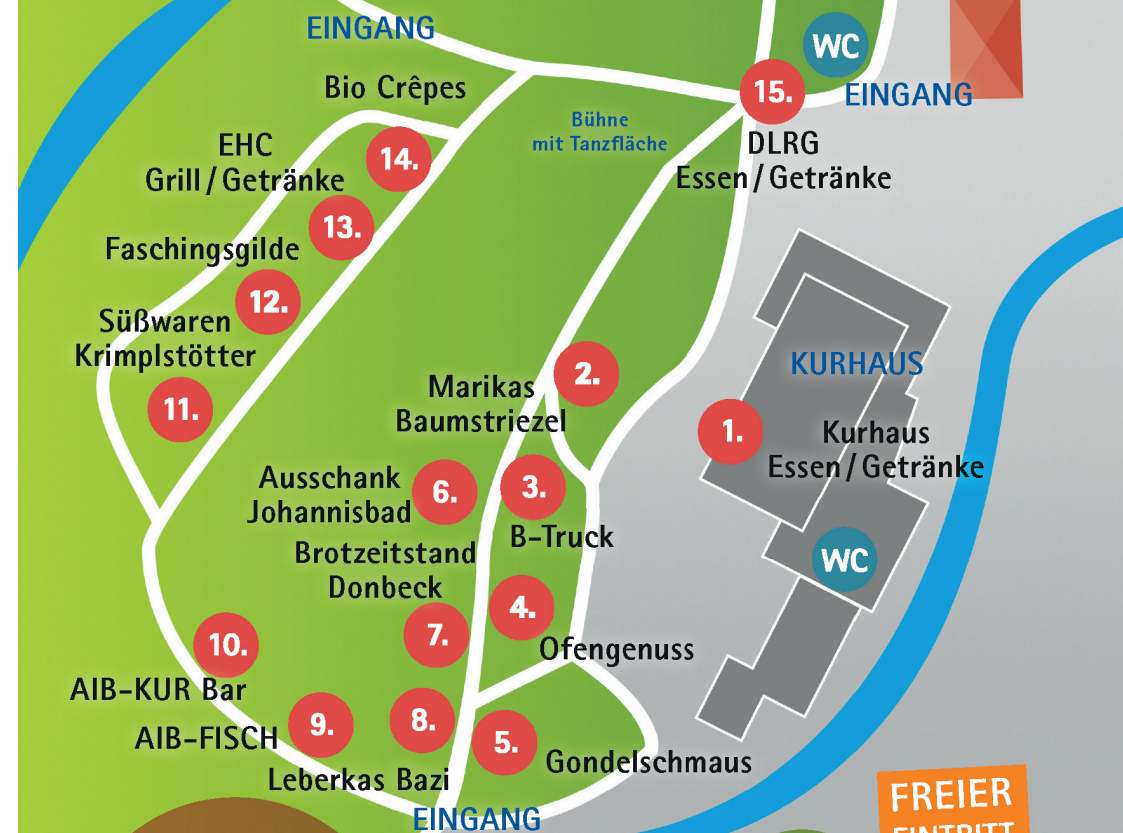 EINGANG
WC
Bio Crêpes
15.
EINGANG
Bühne
mit Tanzfläche
EHC
Grill / Getränke
14.
DLRG
Essen / Getränke
13.
Faschingsgilde
12.
Süßwaren
Krimplstötter
11.
KURHAUS
2.
Marikas
Baumstriezel
1.
Kurhaus
Essen / Getränke
Ausschank
Johannisbad
6.
3.
B-Truck
Brotzeitstand
Donbeck
WC
7.
4.
Ofengenuss
10.
AIB-KUR Bar
9.
AIB-FISCH
8.
Leberkas Bazi
5.
Gondelschmaus
EINGANG
FREIER
EINTRITT